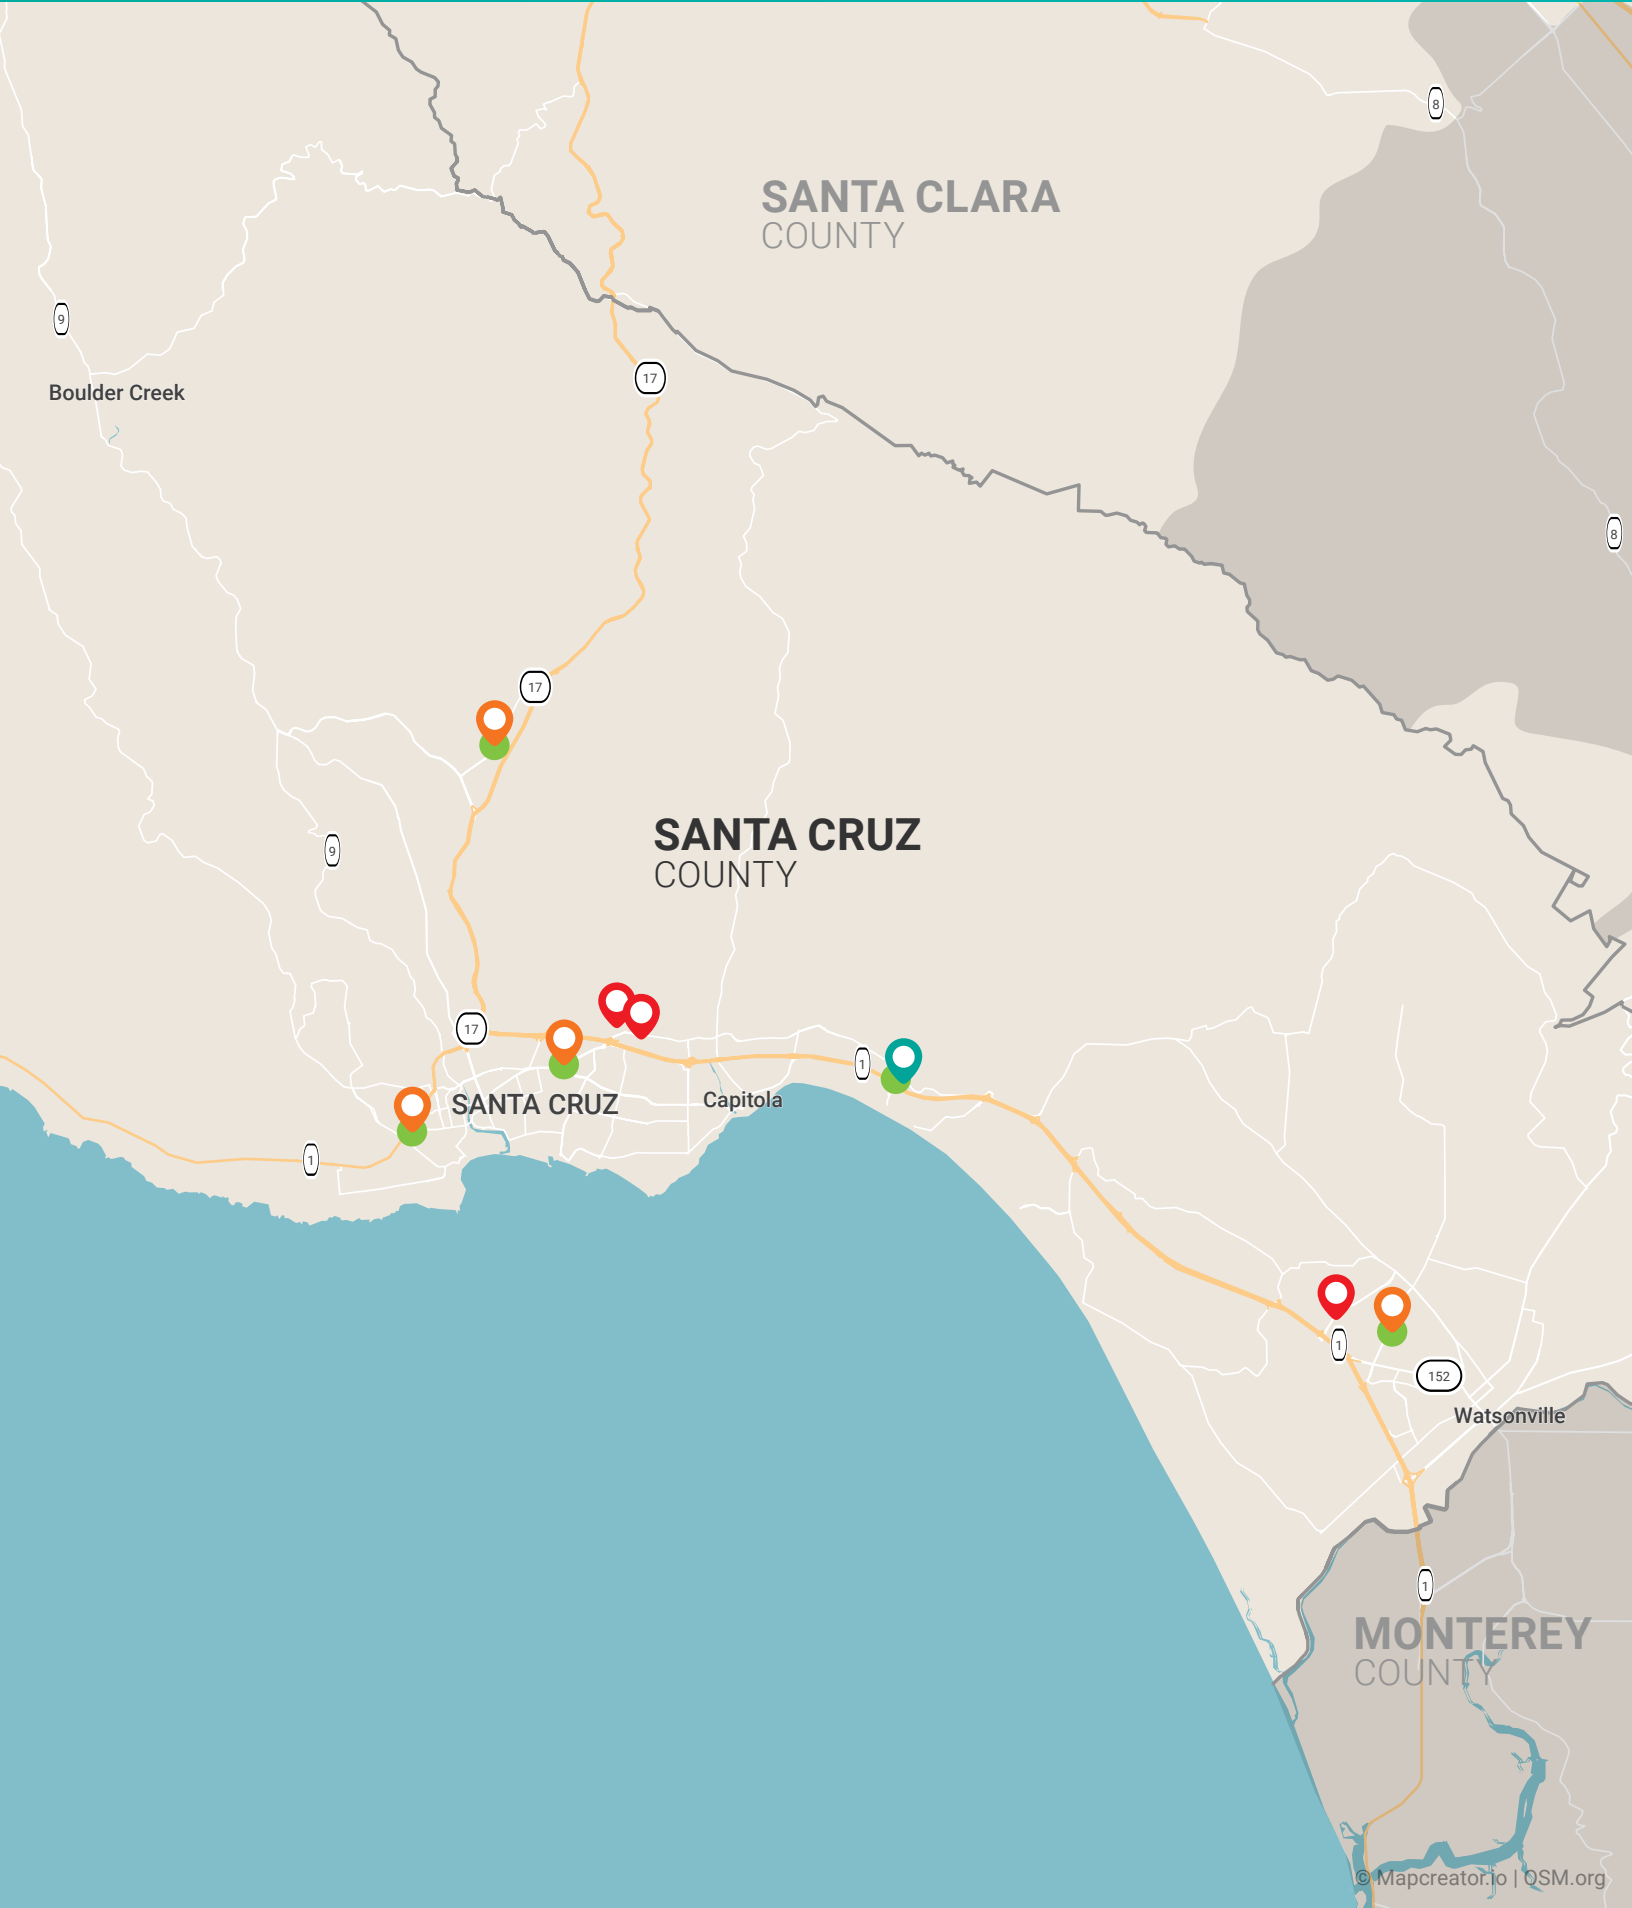 8
SANTA CLARA
COUNTY
9
17
Boulder Creek
8
17
SANTA CRUZ
COUNTY
9
17
1
Capitola
SANTA CRUZ
1
1
152
Watsonville
1
MONTEREY
COUNTY
© Mapcreator.io | OSM.org